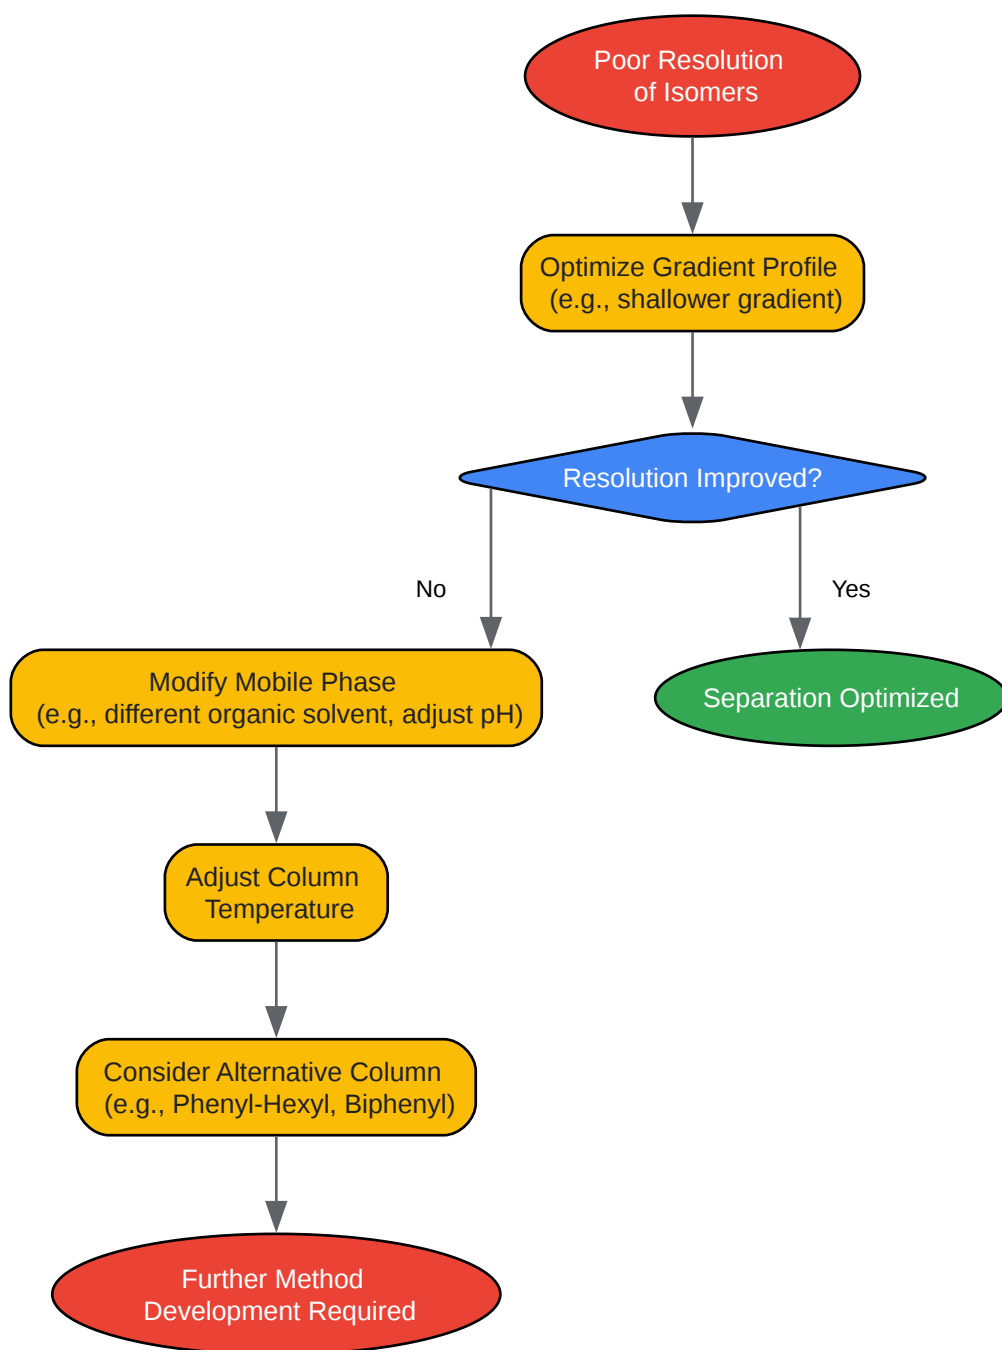 Poor Resolution
of Isomers
Optimize Gradient Profile
(e.g., shallower gradient)
Resolution Improved?
No
Yes
Modify Mobile Phase
(e.g., different organic solvent, adjust pH)
Separation Optimized
Adjust Column
Temperature
Consider Alternative Column
(e.g., Phenyl-Hexyl, Biphenyl)
Further Method
Development Required